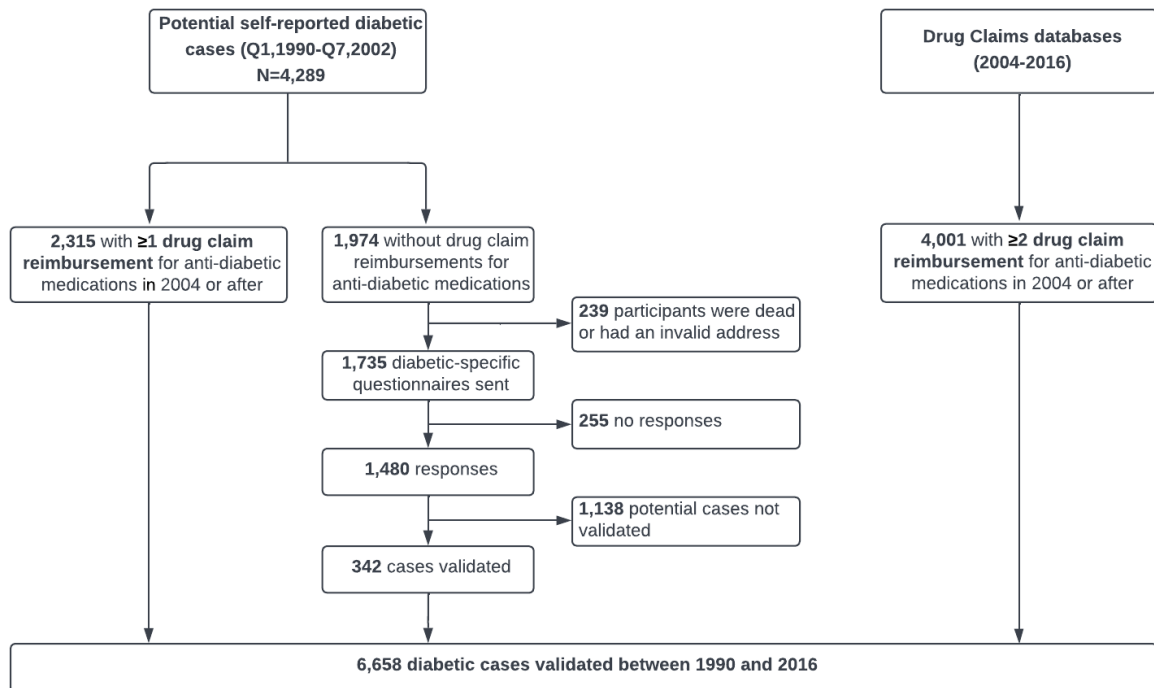 Potential self-reported diabetic
cases (Q1,1990-Q7,2002)
N=4,289
Drug Claims databases
(2004-2016)
2,315 with ≥1 drug claim
reimbursement for anti-diabetic
medications in 2004 or after
1,974 without drug claim
reimbursements for
anti-diabetic medications
4,001 with ≥2 drug claim
reimbursement for anti-diabetic
medications in 2004 or after
239 participants were dead
or had an invalid address
1,735 diabetic-specific
questionnaires sent
255 no responses
1,480 responses
1,138 potential cases not
validated
342 cases validated
6,658 diabetic cases validated between 1990 and 2016